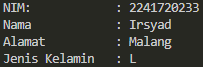 NIM:          : 2241720233
Nama          : Irsyad
Alamat        : Malang
Jenis Kelamin : L